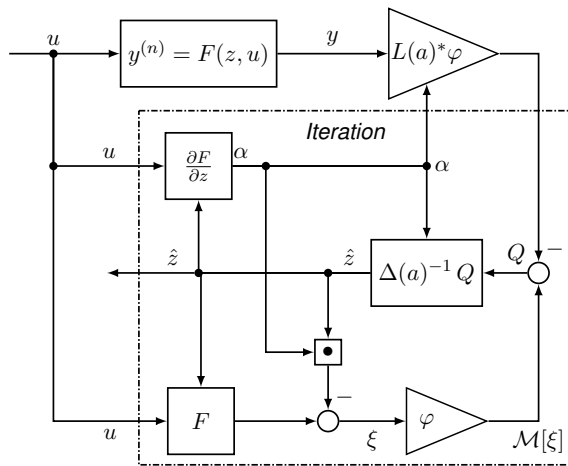 u
y^{(n)} = F(z, u)
y
L(a)^*φ
Iteration
u
∂F/∂z
α
α
ẑ
ẑ
Δ(a)^{-1} Q
Q
−
−
u
F
ξ
φ
ℳ[ξ]